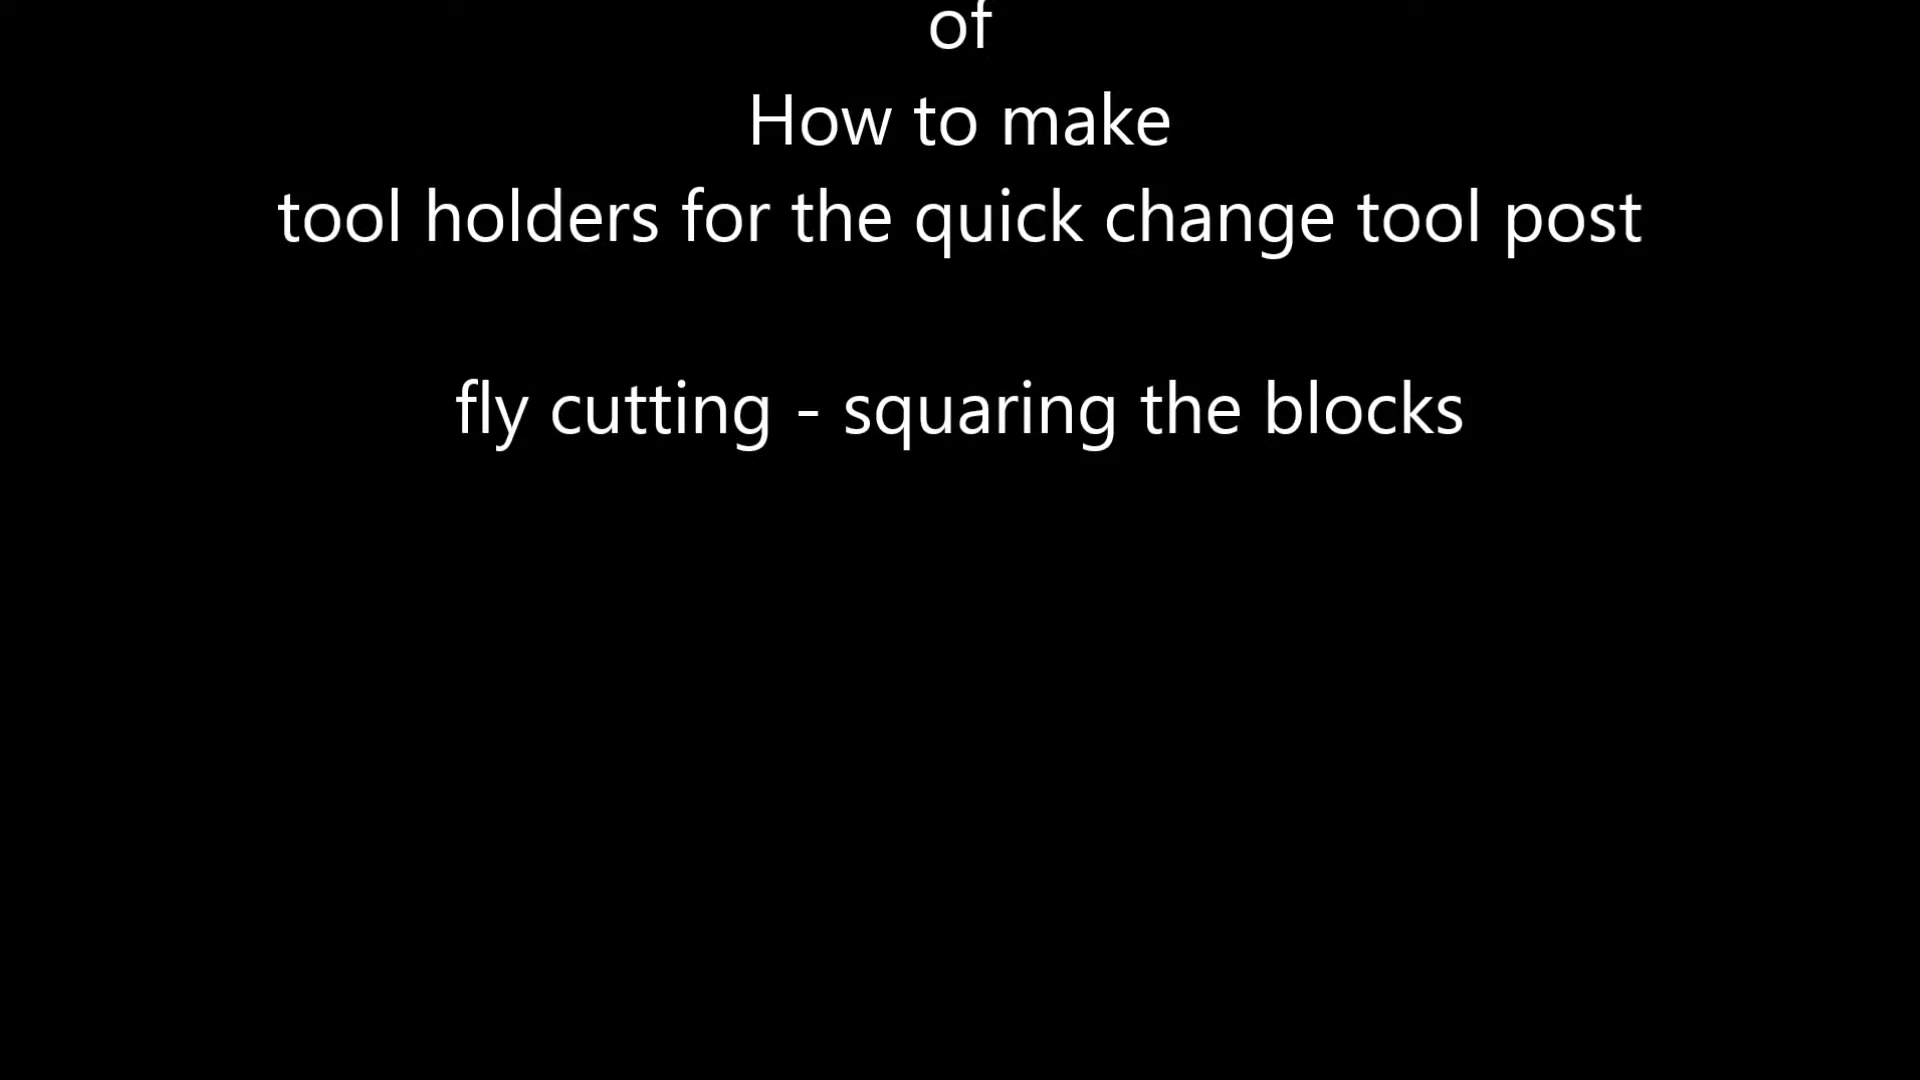 of
How to make
tool holders for the quick change tool post
fly cutting - squaring the blocks